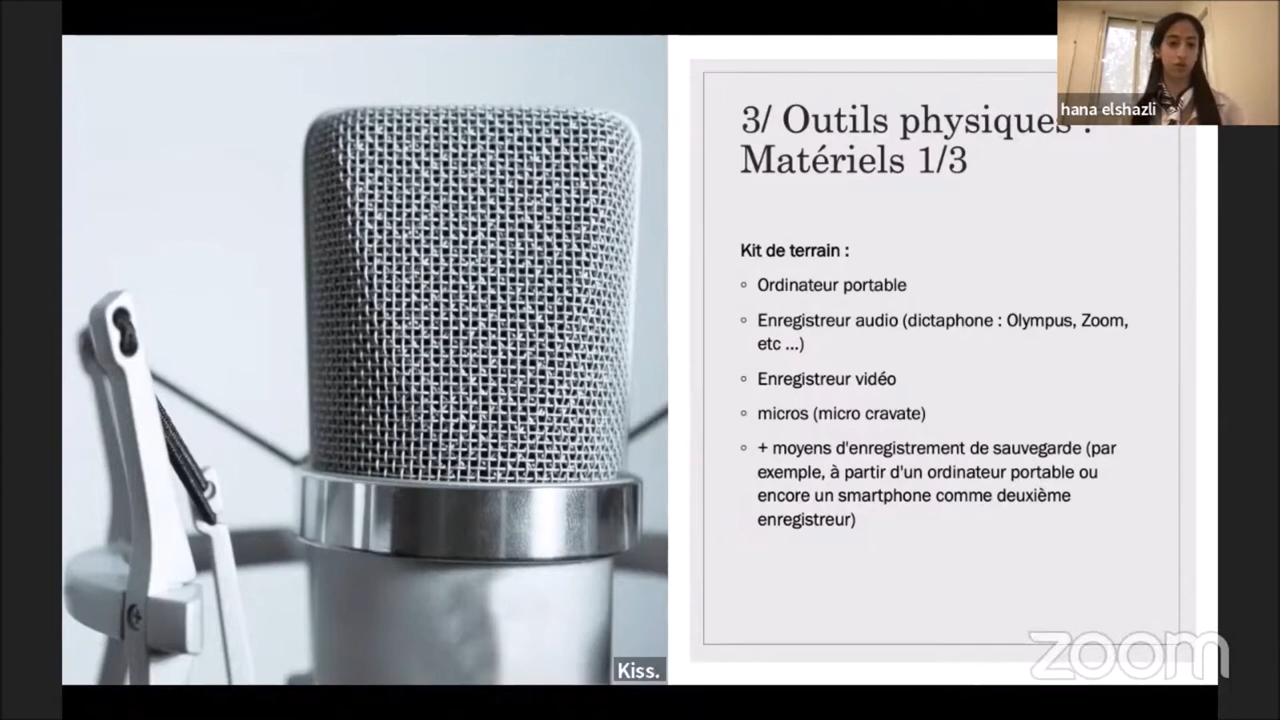 hana elshazli
3/ Outils physiques :
Matériels 1/3
Kit de terrain :
◦ Ordinateur portable
◦ Enregistreur audio (dictaphone : Olympus, Zoom,
etc ...)
◦ Enregistreur vidéo
◦ micros (micro cravate)
◦ + moyens d'enregistrement de sauvegarde (par
exemple, à partir d'un ordinateur portable ou
encore un smartphone comme deuxième
enregistreur)
Kiss.
zoom